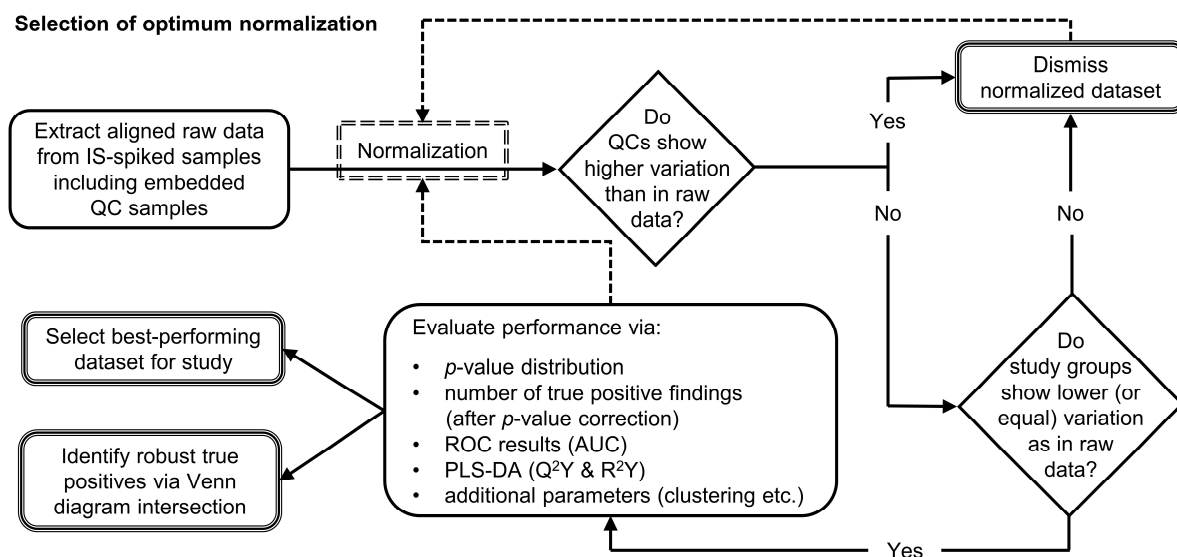 Selection of optimum normalization
Extract aligned raw data
from IS-spiked samples
including embedded
QC samples
Normalization
Do
QCs show
higher variation
than in raw
data?
Yes
No
Dismiss
normalized dataset
No
Do
study groups
show lower (or
equal) variation
as in raw
data?
Yes
Evaluate performance via:
• p-value distribution
• number of true positive findings
(after p-value correction)
• ROC results (AUC)
• PLS-DA (Q²Y & R²Y)
• additional parameters (clustering etc.)
Select best-performing
dataset for study
Identify robust true
positives via Venn
diagram intersection